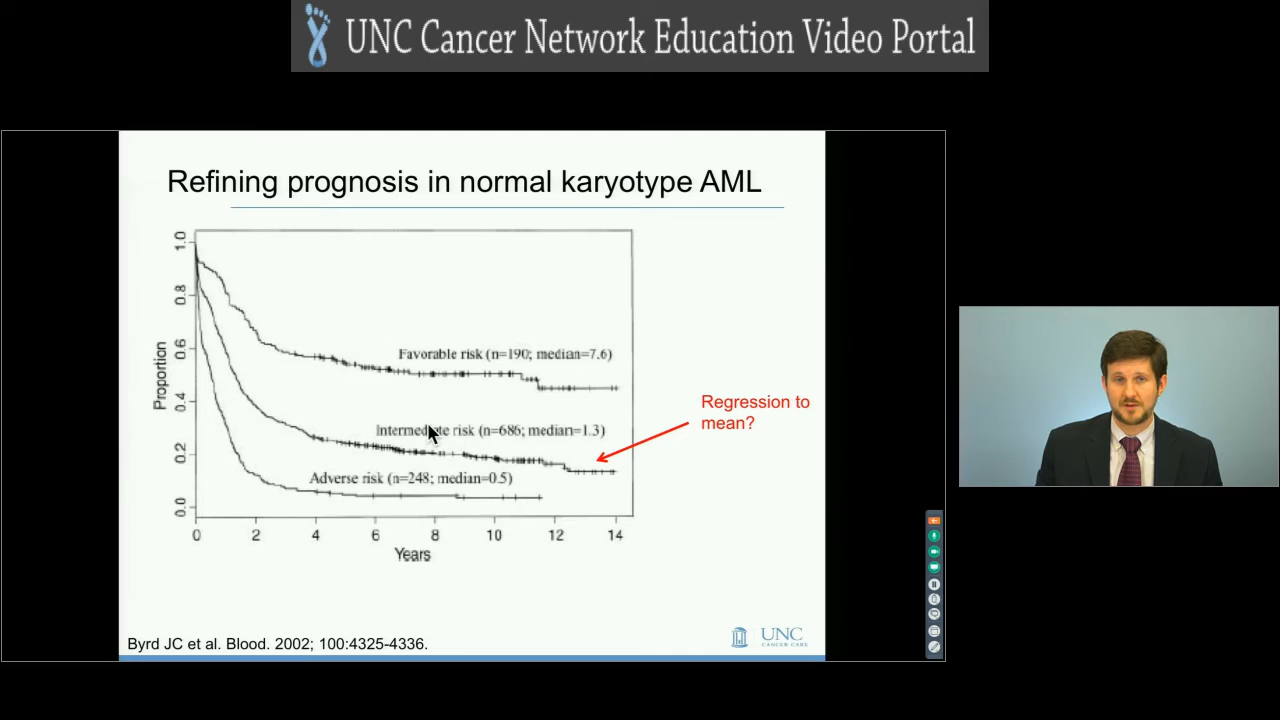 UNC Cancer Network Education Video Portal
Refining prognosis in normal karyotype AML
1.0
0.8
0.6
0.4
0.2
0.0
Proportion
Favorable risk (n=190; median=7.6)
Intermediate risk (n=686; median=1.3)
Adverse risk (n=248; median=0.5)
Regression to
mean?
0 2 4 6 8 10 12 14
Years
Byrd JC et al. Blood. 2002; 100:4325-4336.
UNC
CANCER CARE